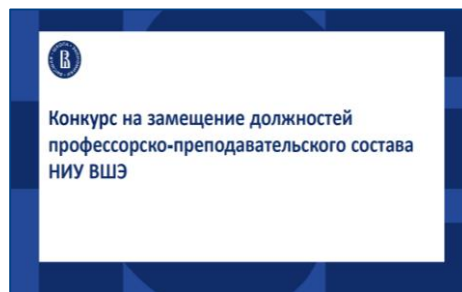 Конкурс на замещение должностей
профессорско-преподавательского состава
НИУ ВШЭ